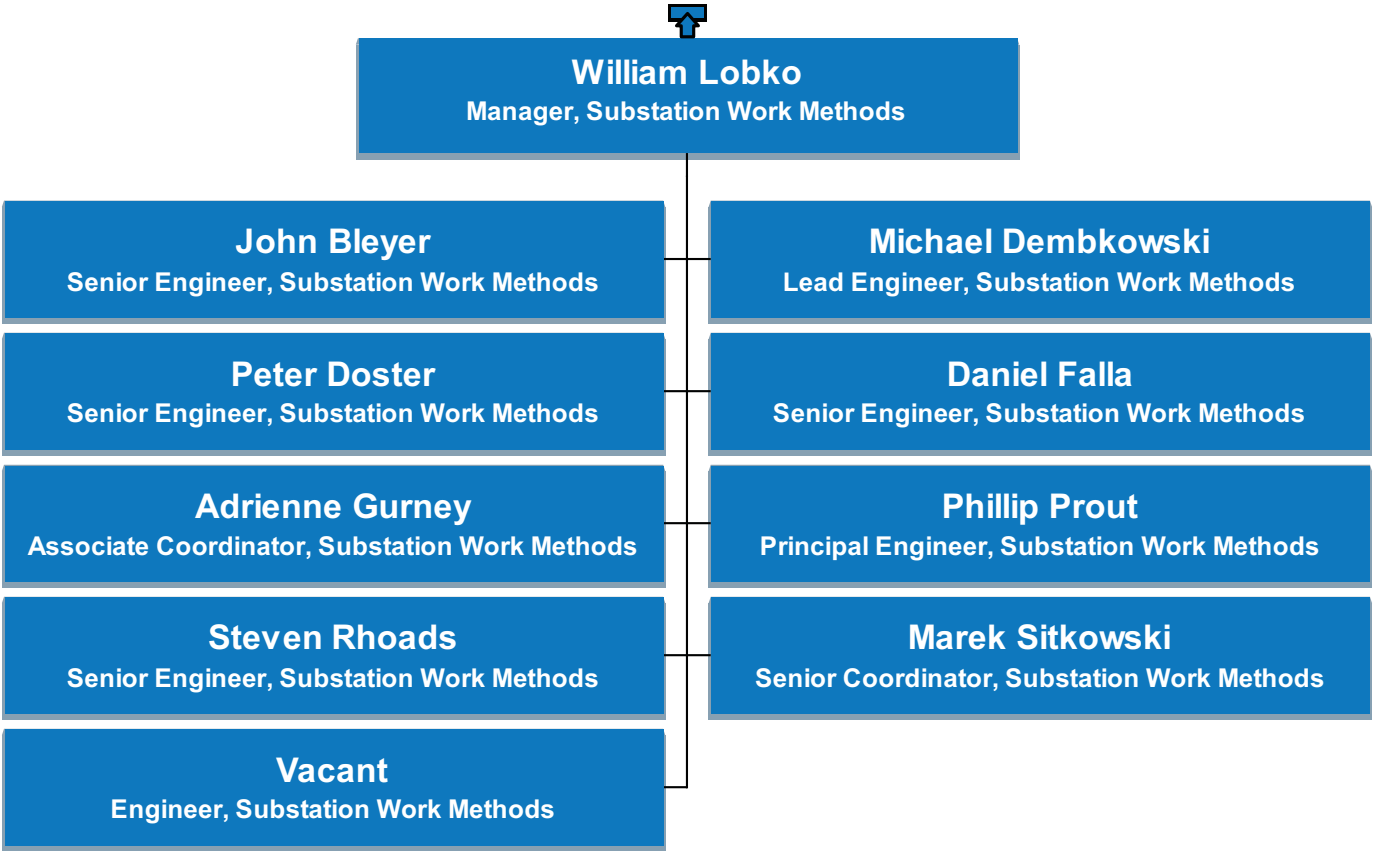 William Lobko
Manager, Substation Work Methods
John Bleyer
Senior Engineer, Substation Work Methods
Michael Dembkowski
Lead Engineer, Substation Work Methods
Peter Doster
Senior Engineer, Substation Work Methods
Daniel Falla
Senior Engineer, Substation Work Methods
Adrienne Gurney
Associate Coordinator, Substation Work Methods
Phillip Prout
Principal Engineer, Substation Work Methods
Steven Rhoads
Senior Engineer, Substation Work Methods
Marek Sitkowski
Senior Coordinator, Substation Work Methods
Vacant
Engineer, Substation Work Methods